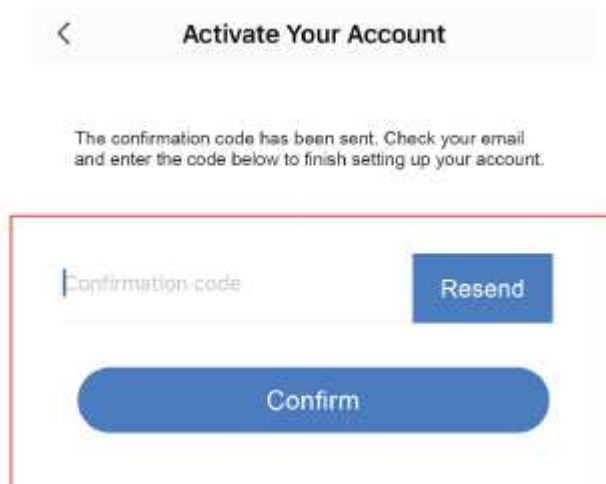 Activate Your Account
The confirmation code has been sent. Check your email
and enter the code below to finish setting up your account.
Confirmation code
Resend
Confirm